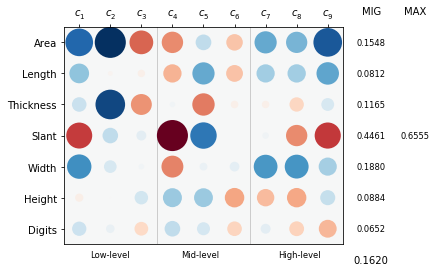 c1 c2 c3 c4 c5 c6 c7 c8 c9 MIG MAX
Area 0.1548
Length 0.0812
Thickness 0.1165
Slant 0.4461 0.6555
Width 0.1880
Height 0.0884
Digits 0.0652
Low-level Mid-level High-level 0.1620